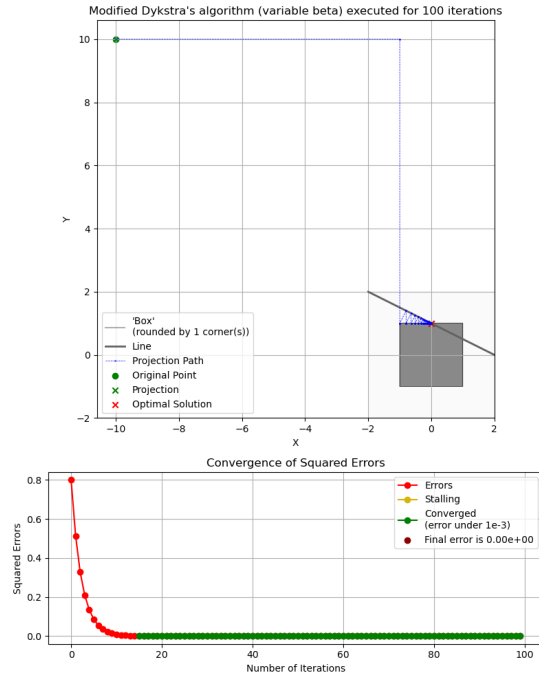 Modified Dykstra's algorithm (variable beta) executed for 100 iterations
10
8
6
4
2
0
−2
Y
'Box'
(rounded by 1 corner(s))
Line
Projection Path
Original Point
Projection
Optimal Solution
−10
−8
−6
−4
−2
0
2
X
Convergence of Squared Errors
0.8
0.6
0.4
0.2
0.0
Squared Errors
Errors
Stalling
Converged
(error under 1e-3)
Final error is 0.00e+00
0
20
40
60
80
100
Number of Iterations